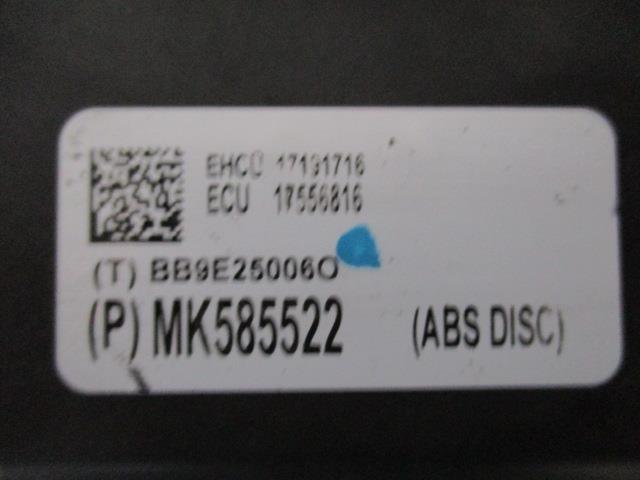 EHCU 17191716
ECU 17556816
(T) BB9E25006O
(P) MK585522 (ABS DISC)